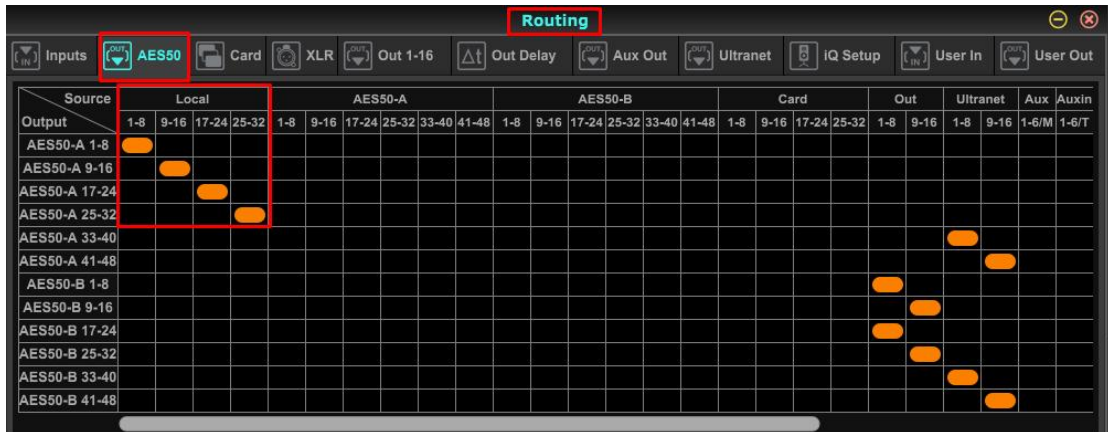 Routing
Inputs AES50 Card XLR Out 1-16 Out Delay Aux Out Ultranet iQ Setup User In User Out
Source Local AES50-A AES50-B Card Out Ultranet Aux Auxin
Output 1-8 9-16 17-24 25-32 1-8 9-16 17-24 25-32 33-40 41-48 1-8 9-16 17-24 25-32 33-40 41-48 1-8 9-16 17-24 25-32 1-8 9-16 1-8 9-16 1-6/M 1-6/T
AES50-A 1-8
AES50-A 9-16
AES50-A 17-24
AES50-A 25-32
AES50-A 33-40
AES50-A 41-48
AES50-B 1-8
AES50-B 9-16
AES50-B 17-24
AES50-B 25-32
AES50-B 33-40
AES50-B 41-48